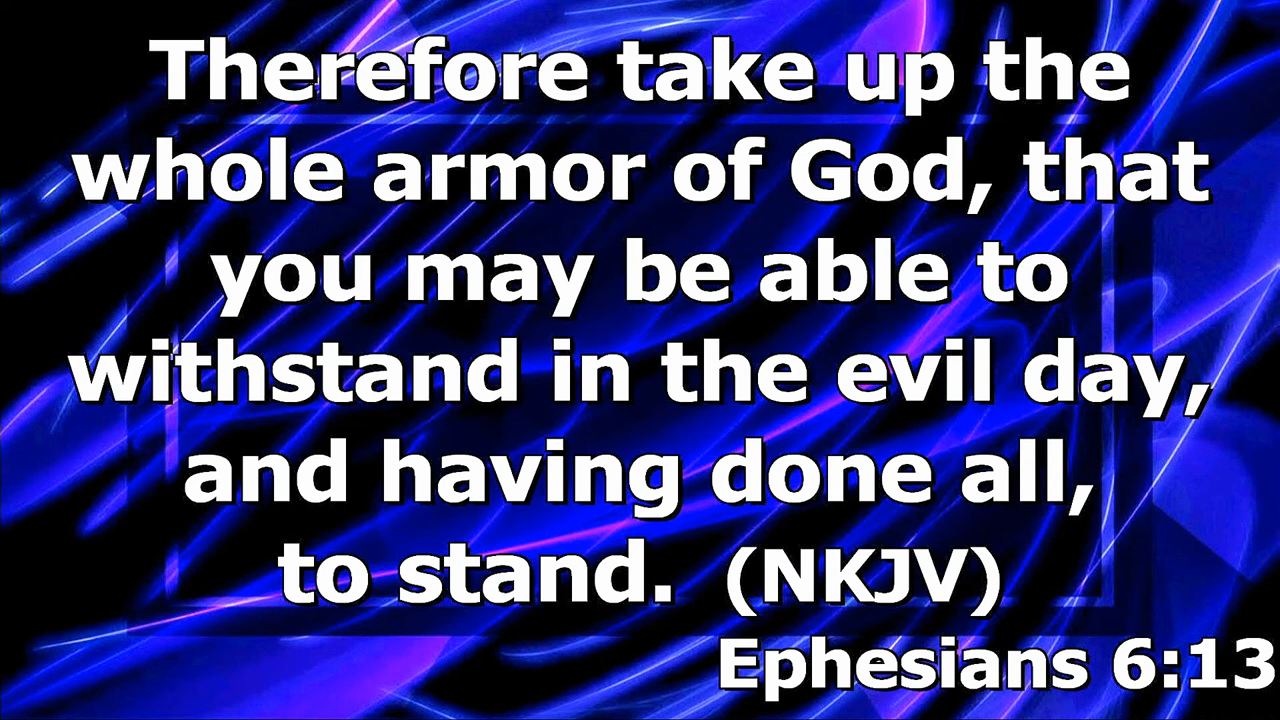 Therefore take up the
whole armor of God, that
you may be able to
withstand in the evil day,
and having done all,
to stand. (NKJV)
Ephesians 6:13